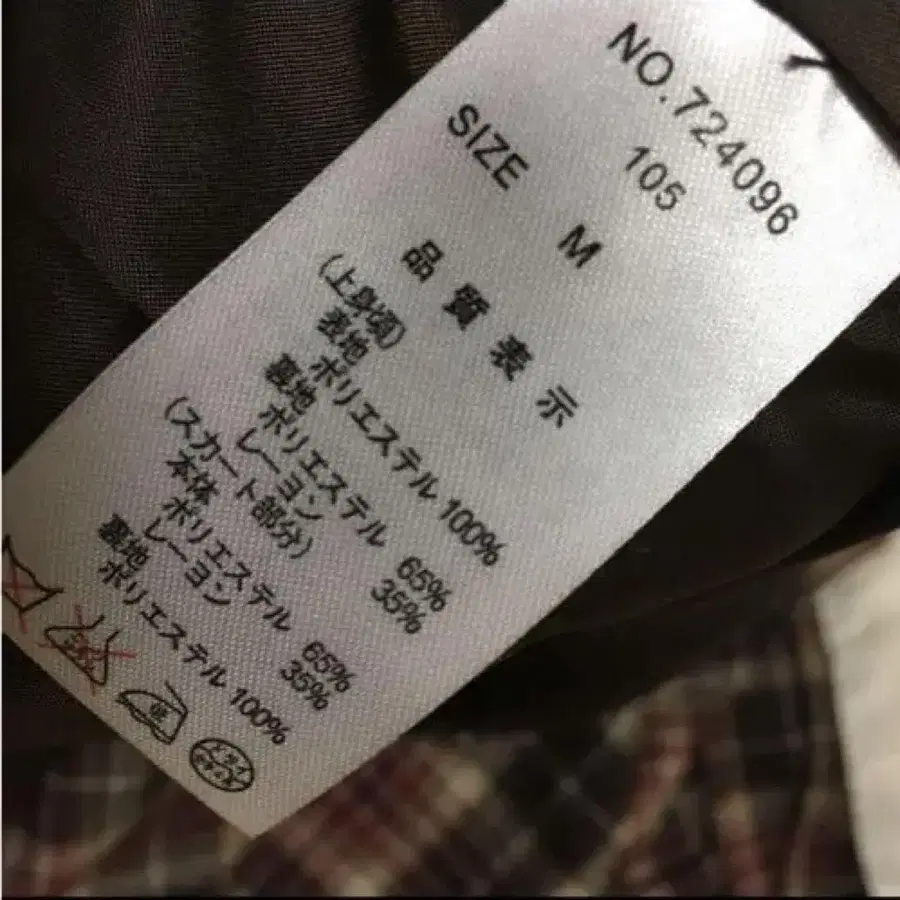 NO.724096
105
SIZE M
品質表示
(上身頃)
表地
ポリエステル 100%
裏地
ポリエステル 65%
レーヨン 35%
(スカート部分)
本体
ポリエステル 65%
レーヨン 35%
裏地
ポリエステル 100%
低